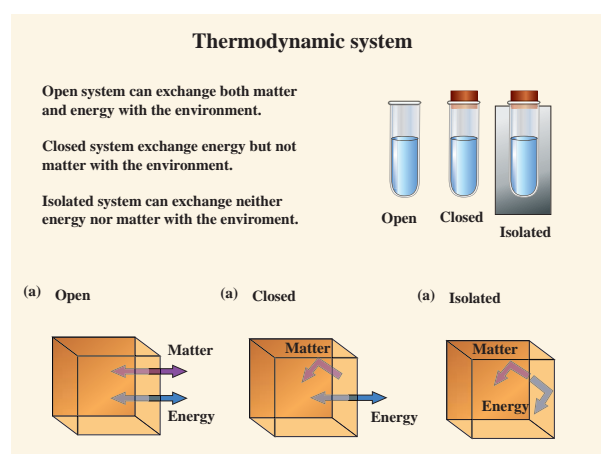 Thermodynamic system
Open system can exchange both matter
and energy with the environment.
Closed system exchange energy but not
matter with the environment.
Isolated system can exchange neither
energy nor matter with the enviroment.
Open
Closed
Isolated
(a) Open
Matter
Energy
(a) Closed
Matter
Energy
(a) Isolated
Matter
Energy